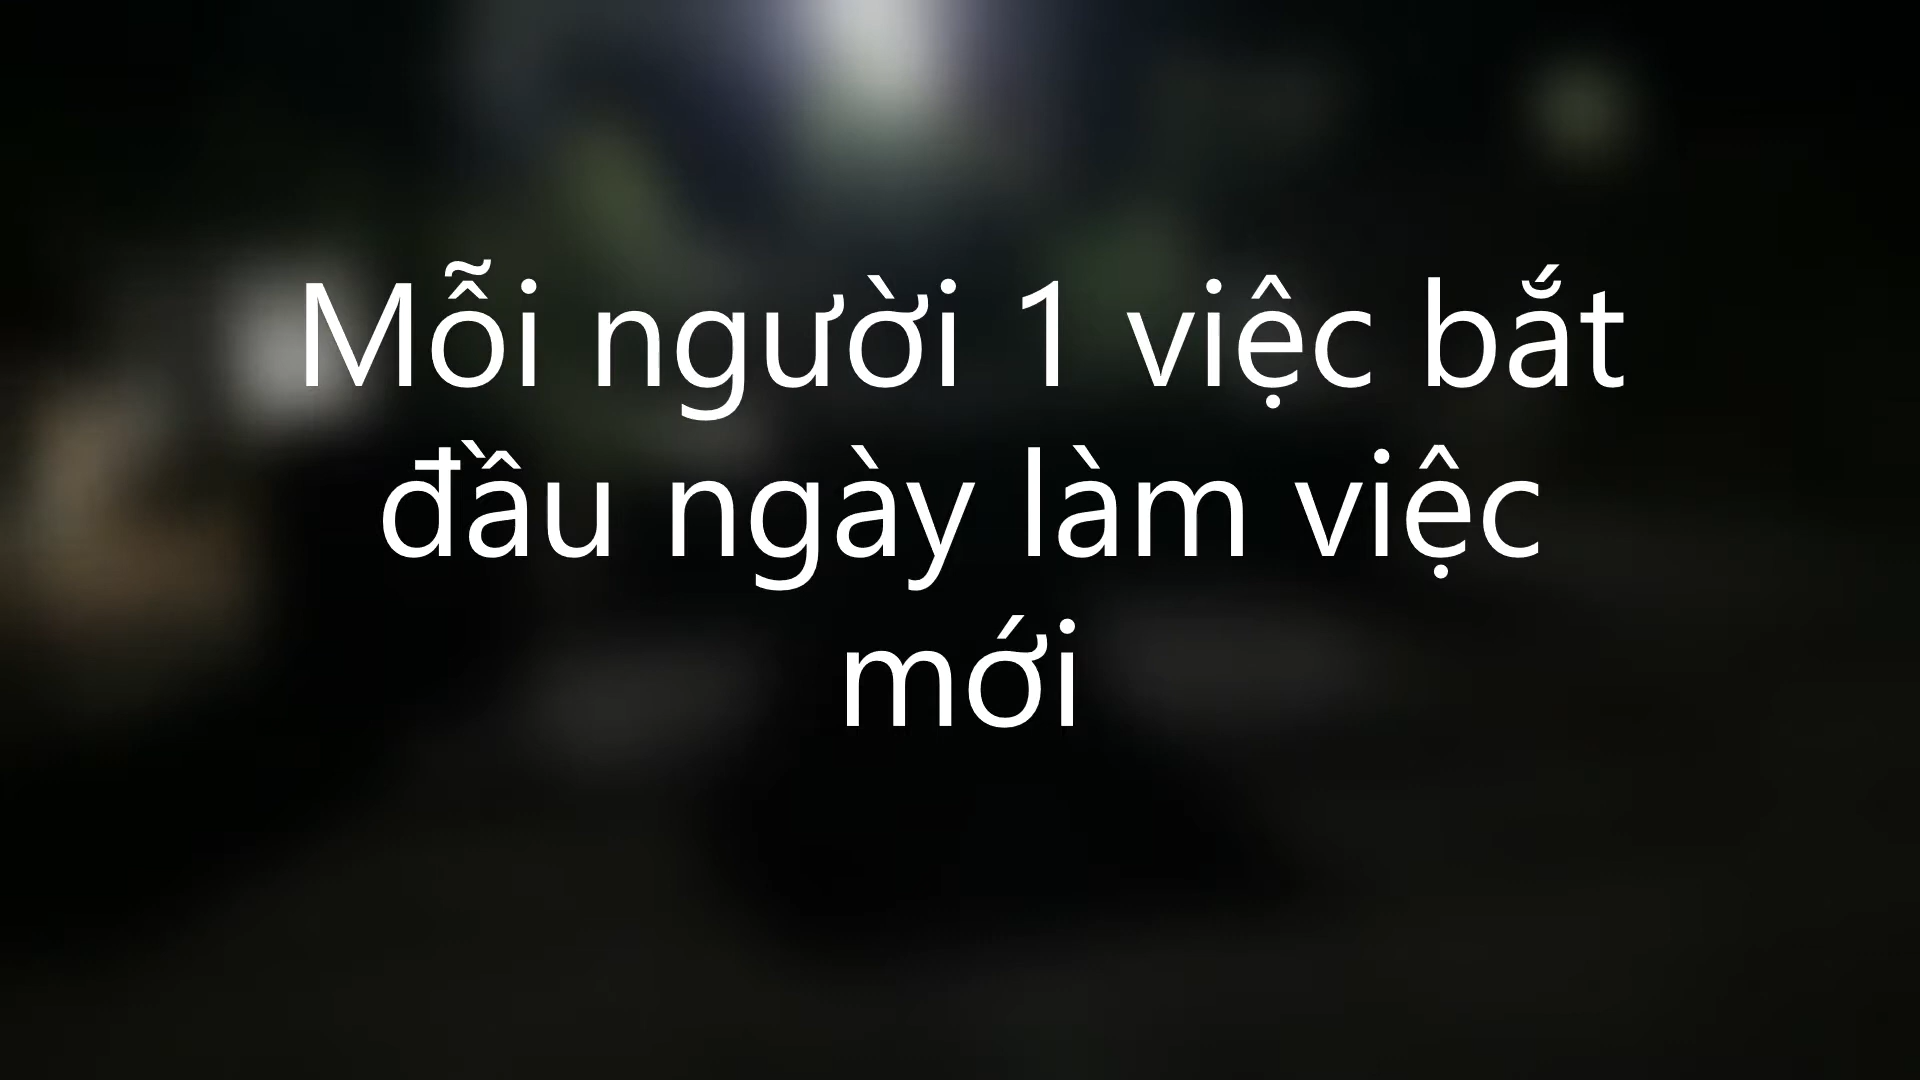 Mỗi người 1 việc bắt
đầu ngày làm việc
mới